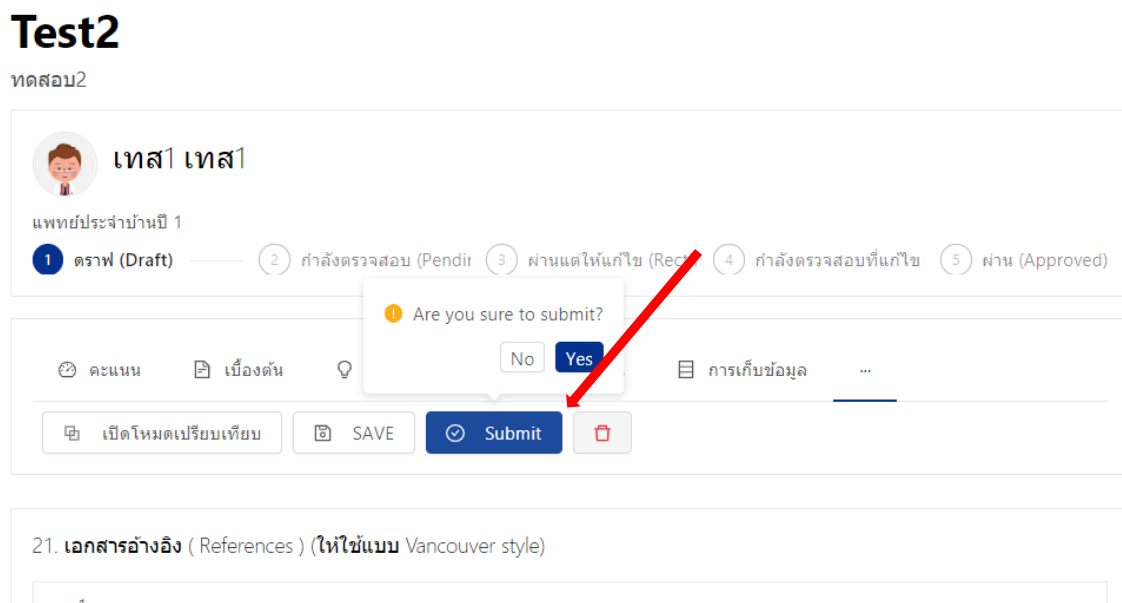 Test2
ทดสอบ2
เทส1 เทส1
แพทย์ประจำบ้านปี 1
1 ดราฟ (Draft) 2 กำลังตรวจสอบ (Pendin 3 ผ่านแต่ให้แก้ไข (Rect 4 กำลังตรวจสอบที่แก้ไข 5 ผ่าน (Approved)
Are you sure to submit?
No Yes
คะแนน เบื้องต้น การเก็บข้อมูล ...
เปิดโหมดเปรียบเทียบ SAVE Submit
21. เอกสารอ้างอิง ( References ) (ให้ใช้แบบ Vancouver style)